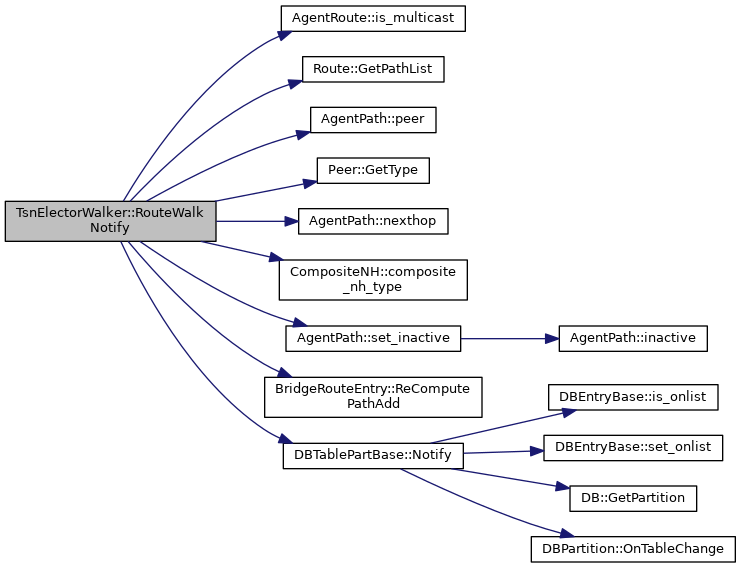 AgentRoute::is_multicast
Route::GetPathList
AgentPath::peer
Peer::GetType
TsnElectorWalker::RouteWalk
Notify
AgentPath::nexthop
CompositeNH::composite
_nh_type
AgentPath::set_inactive
AgentPath::inactive
BridgeRouteEntry::ReCompute
PathAdd
DBTablePartBase::Notify
DBEntryBase::is_onlist
DBEntryBase::set_onlist
DB::GetPartition
DBPartition::OnTableChange